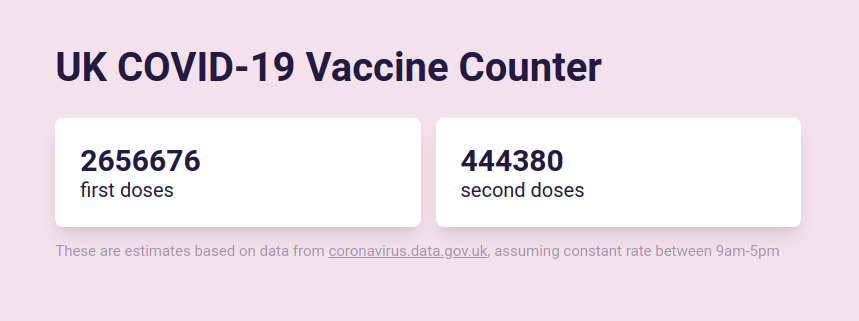 UK COVID-19 Vaccine Counter
2656676
first doses
444380
second doses
These are estimates based on data from coronavirus.data.gov.uk, assuming constant rate between 9am-5pm